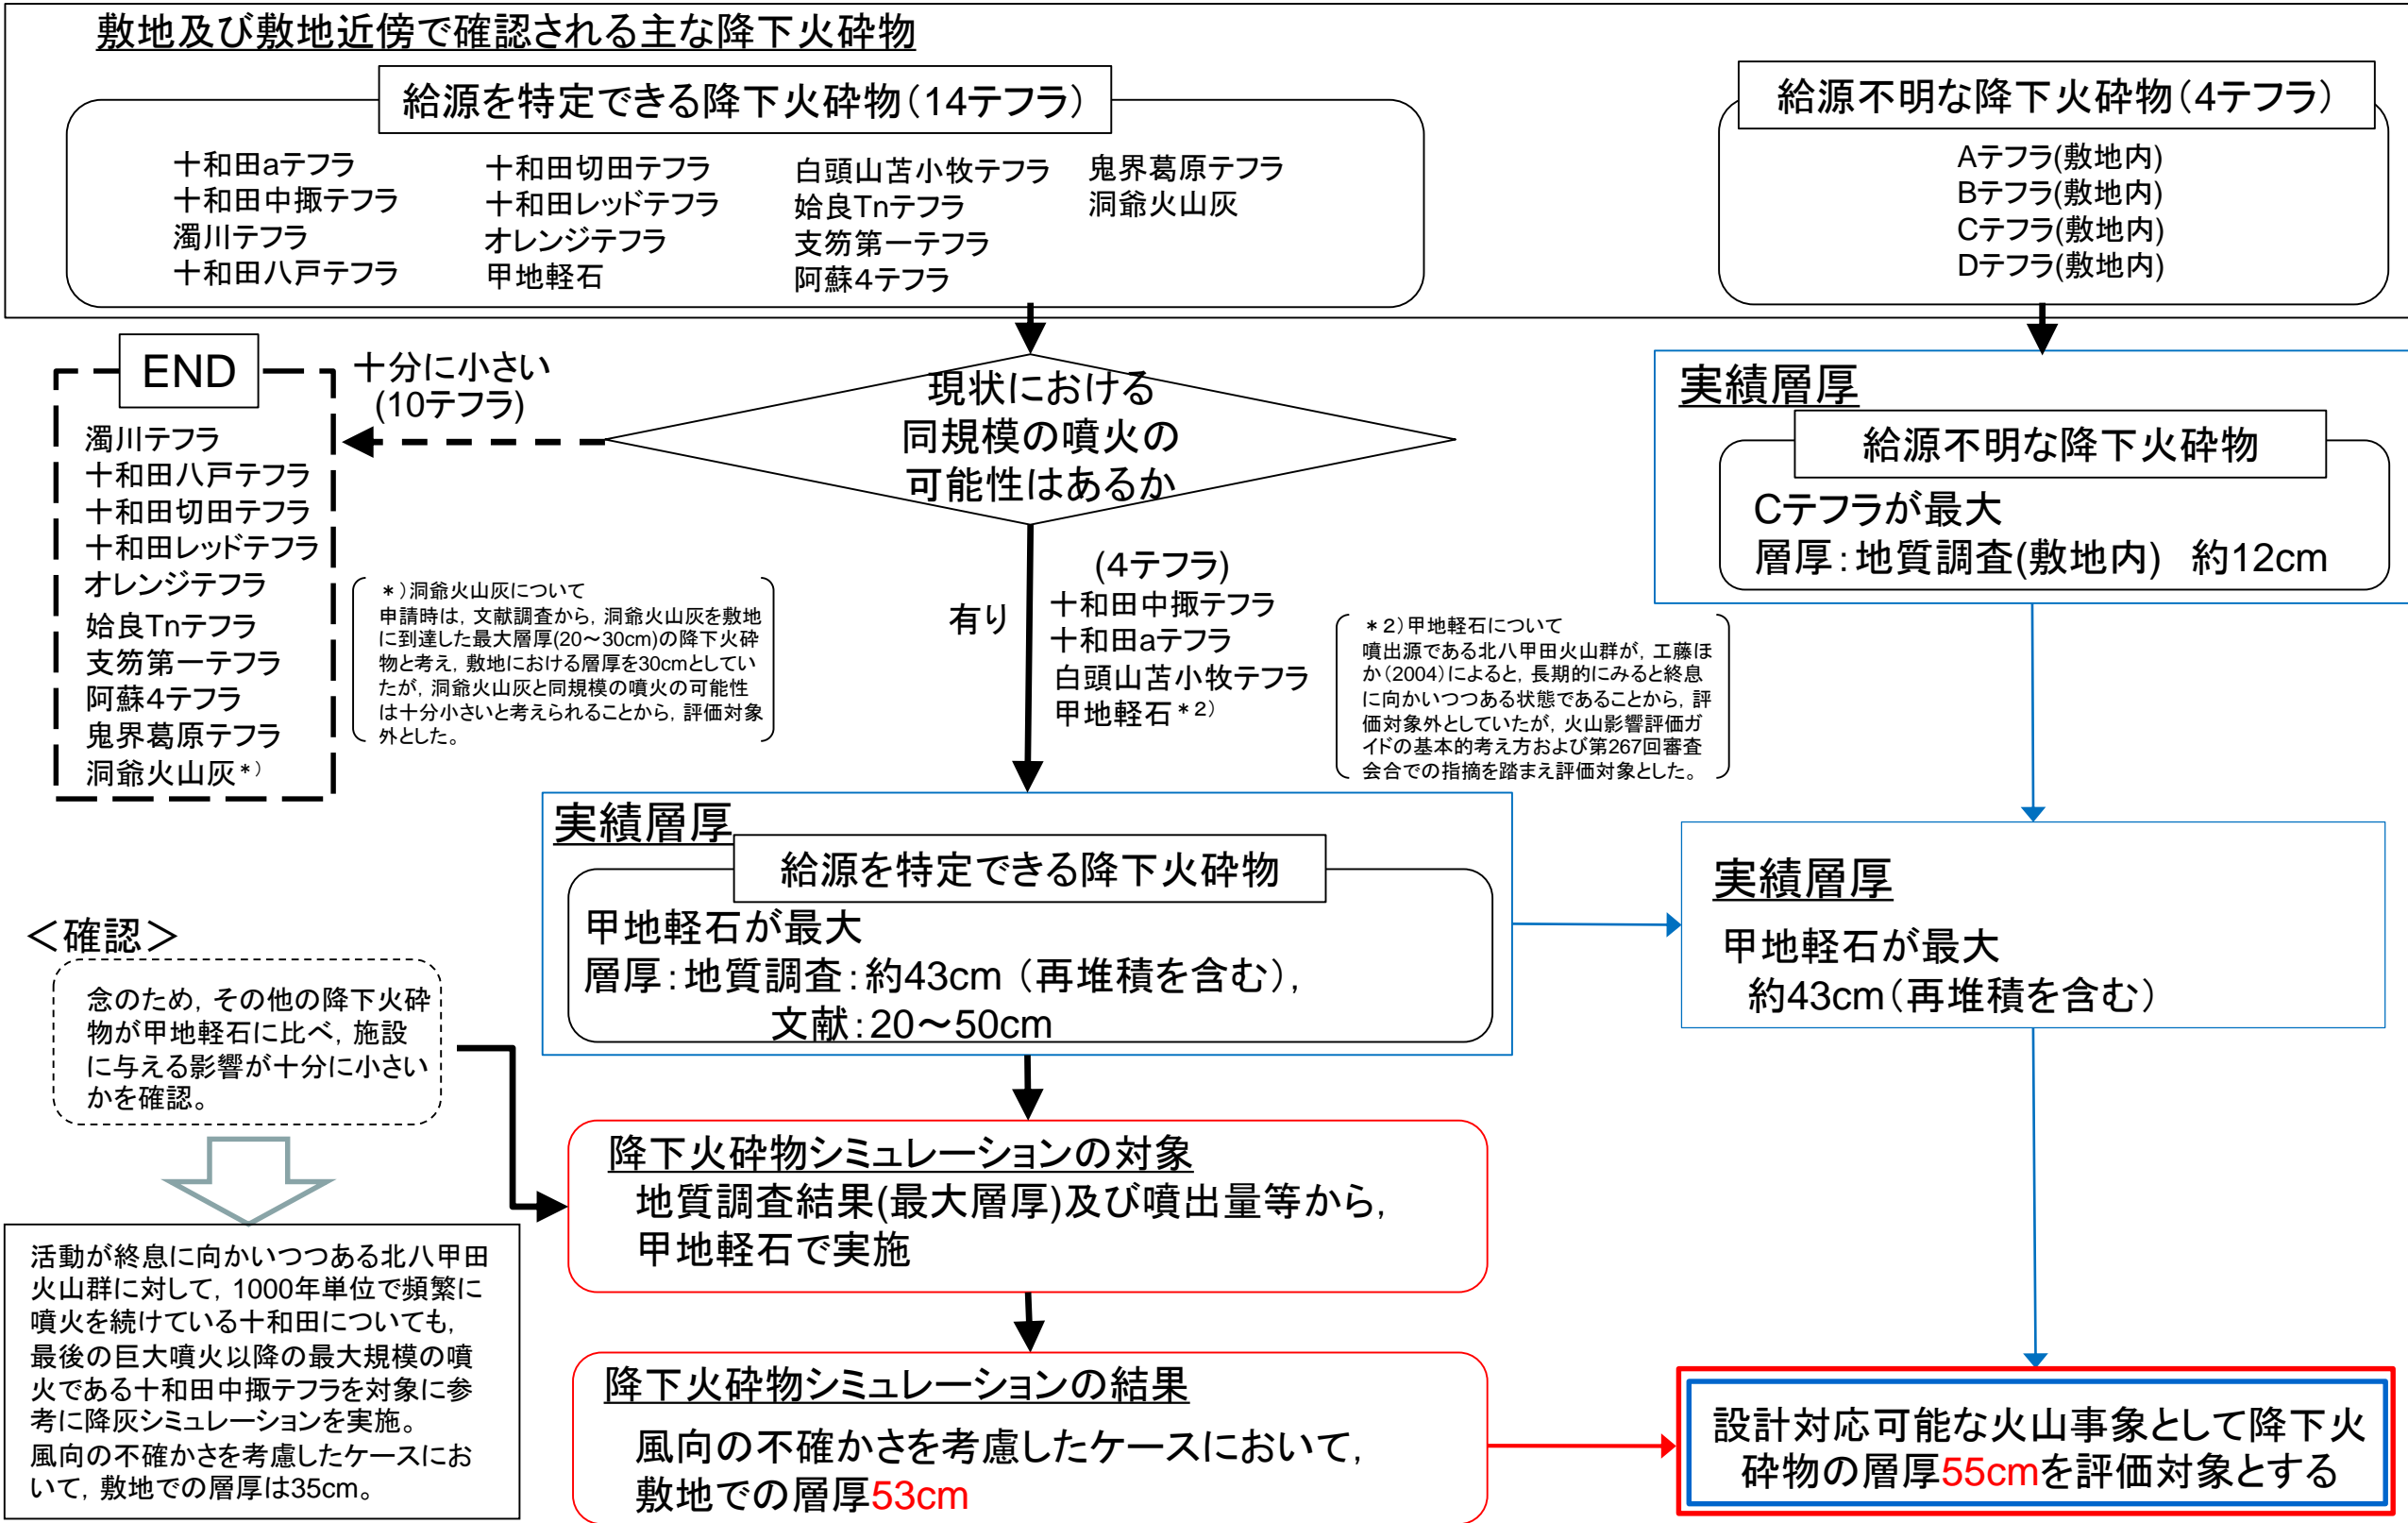 敷地及び敷地近傍で確認される主な降下火砕物
給源を特定できる降下火砕物（14テフラ）
十和田aテフラ
十和田中掫テフラ
濁川テフラ
十和田八戸テフラ
十和田切田テフラ
十和田レッドテフラ
オレンジテフラ
甲地軽石
白頭山苫小牧テフラ
姶良Tnテフラ
支笏第一テフラ
阿蘇4テフラ
鬼界葛原テフラ
洞爺火山灰
給源不明な降下火砕物（4テフラ）
Aテフラ(敷地内)
Bテフラ(敷地内)
Cテフラ(敷地内)
Dテフラ(敷地内)
END
濁川テフラ
十和田八戸テフラ
十和田切田テフラ
十和田レッドテフラ
オレンジテフラ
姶良Tnテフラ
支笏第一テフラ
阿蘇4テフラ
鬼界葛原テフラ
洞爺火山灰*）
十分に小さい
(10テフラ)
現状における
同規模の噴火の
可能性はあるか
実績層厚
給源不明な降下火砕物
Cテフラが最大
層厚：地質調査(敷地内)　約12cm
＊）洞爺火山灰について
申請時は，文献調査から，洞爺火山灰を敷地
に到達した最大層厚(20～30cm)の降下火砕
物と考え，敷地における層厚を30cmとしてい
たが，洞爺火山灰と同規模の噴火の可能性
は十分小さいと考えられることから，評価対象
外とした。
有り
(4テフラ)
十和田中掫テフラ
十和田aテフラ
白頭山苫小牧テフラ
甲地軽石＊2）
＊2）甲地軽石について
噴出源である北八甲田火山群が，工藤ほ
か（2004）によると，長期的にみると終息
に向かいつつある状態であることから，評
価対象外としていたが，火山影響評価ガ
イドの基本的考え方および第267回審査
会合での指摘を踏まえ評価対象とした。
実績層厚
給源を特定できる降下火砕物
甲地軽石が最大
層厚：地質調査：約43cm（再堆積を含む），
文献：20～50cm
実績層厚
甲地軽石が最大
約43cm（再堆積を含む）
＜確認＞
念のため，その他の降下火砕
物が甲地軽石に比べ，施設
に与える影響が十分に小さい
かを確認。
活動が終息に向かいつつある北八甲田
火山群に対して，1000年単位で頻繁に
噴火を続けている十和田についても，
最後の巨大噴火以降の最大規模の噴
火である十和田中掫テフラを対象に参
考に降灰シミュレーションを実施。
風向の不確かさを考慮したケースにお
いて，敷地での層厚は35cm。
降下火砕物シミュレーションの対象
地質調査結果(最大層厚)及び噴出量等から，
甲地軽石で実施
降下火砕物シミュレーションの結果
風向の不確かさを考慮したケースにおいて，
敷地での層厚53cm
設計対応可能な火山事象として降下火
砕物の層厚55cmを評価対象とする